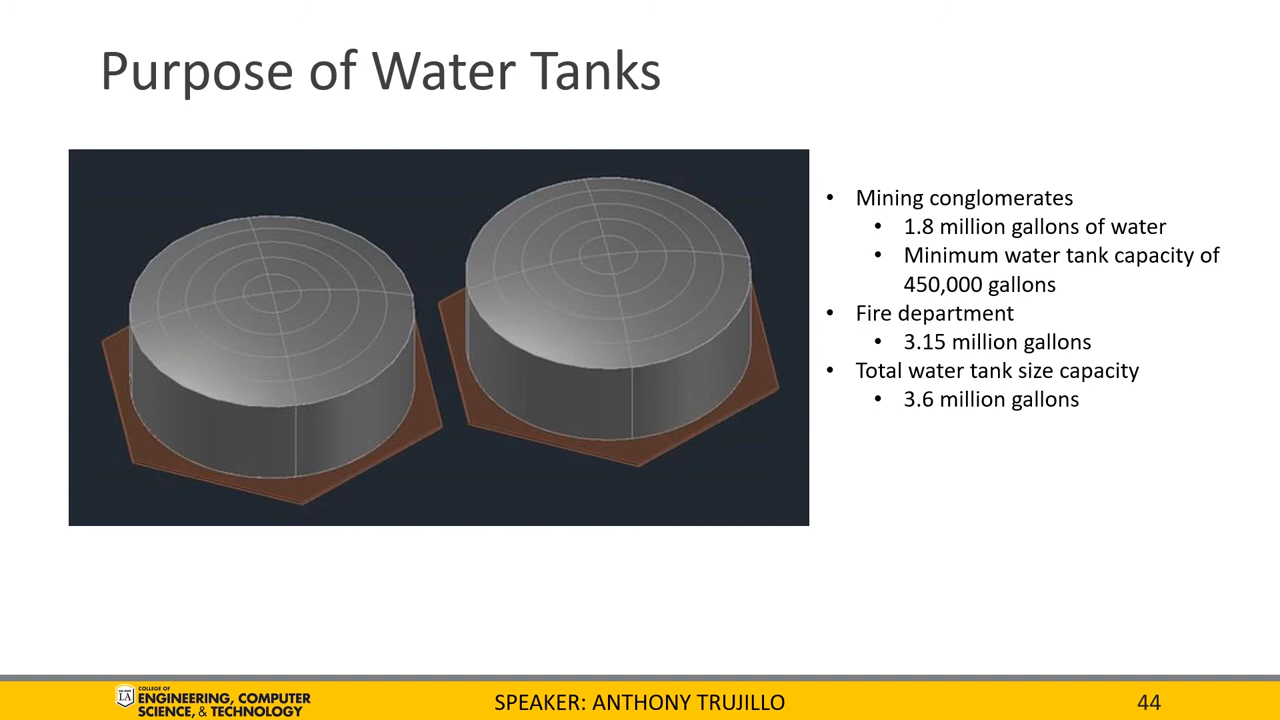 Purpose of Water Tanks
• Mining conglomerates
• 1.8 million gallons of water
• Minimum water tank capacity of
450,000 gallons
• Fire department
• 3.15 million gallons
• Total water tank size capacity
• 3.6 million gallons
LA
COLLEGE OF
ENGINEERING, COMPUTER
SCIENCE, & TECHNOLOGY
SPEAKER: ANTHONY TRUJILLO
44